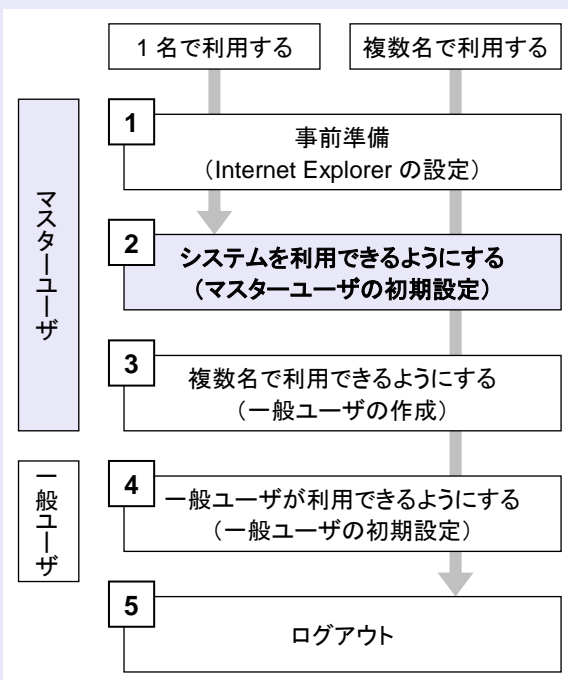 1 名で利用する
複数名で利用する
マスターユーザ
1
事前準備
（Internet Explorer の設定）
2
システムを利用できるようにする
（マスターユーザの初期設定）
3
複数名で利用できるようにする
（一般ユーザの作成）
一般ユーザ
4
一般ユーザが利用できるようにする
（一般ユーザの初期設定）
5
ログアウト